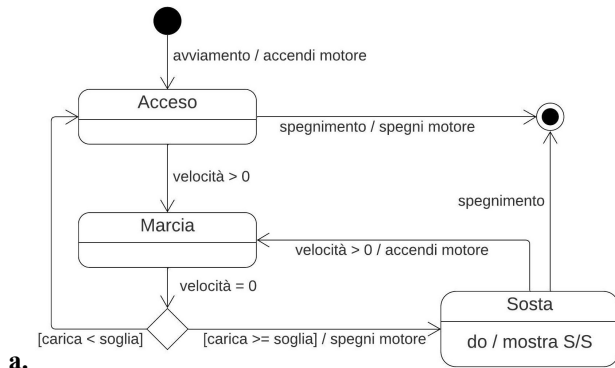 avviamento / accendi motore
Acceso
spegnimento / spegni motore
velocità > 0
spegnimento
Marcia
velocità > 0 / accendi motore
velocità = 0
Sosta
[carica < soglia]
[carica >= soglia] / spegni motore
do / mostra S/S
a.